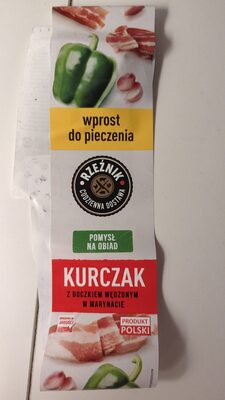 wprost
do pieczenia
RZEŹNIK
CODZIENNA DOSTAWA
POMYSŁ
NA OBIAD
KURCZAK
Z BOCZKIEM WĘDZONYM
W MARYNACIE
PRODUKT
POLSKI